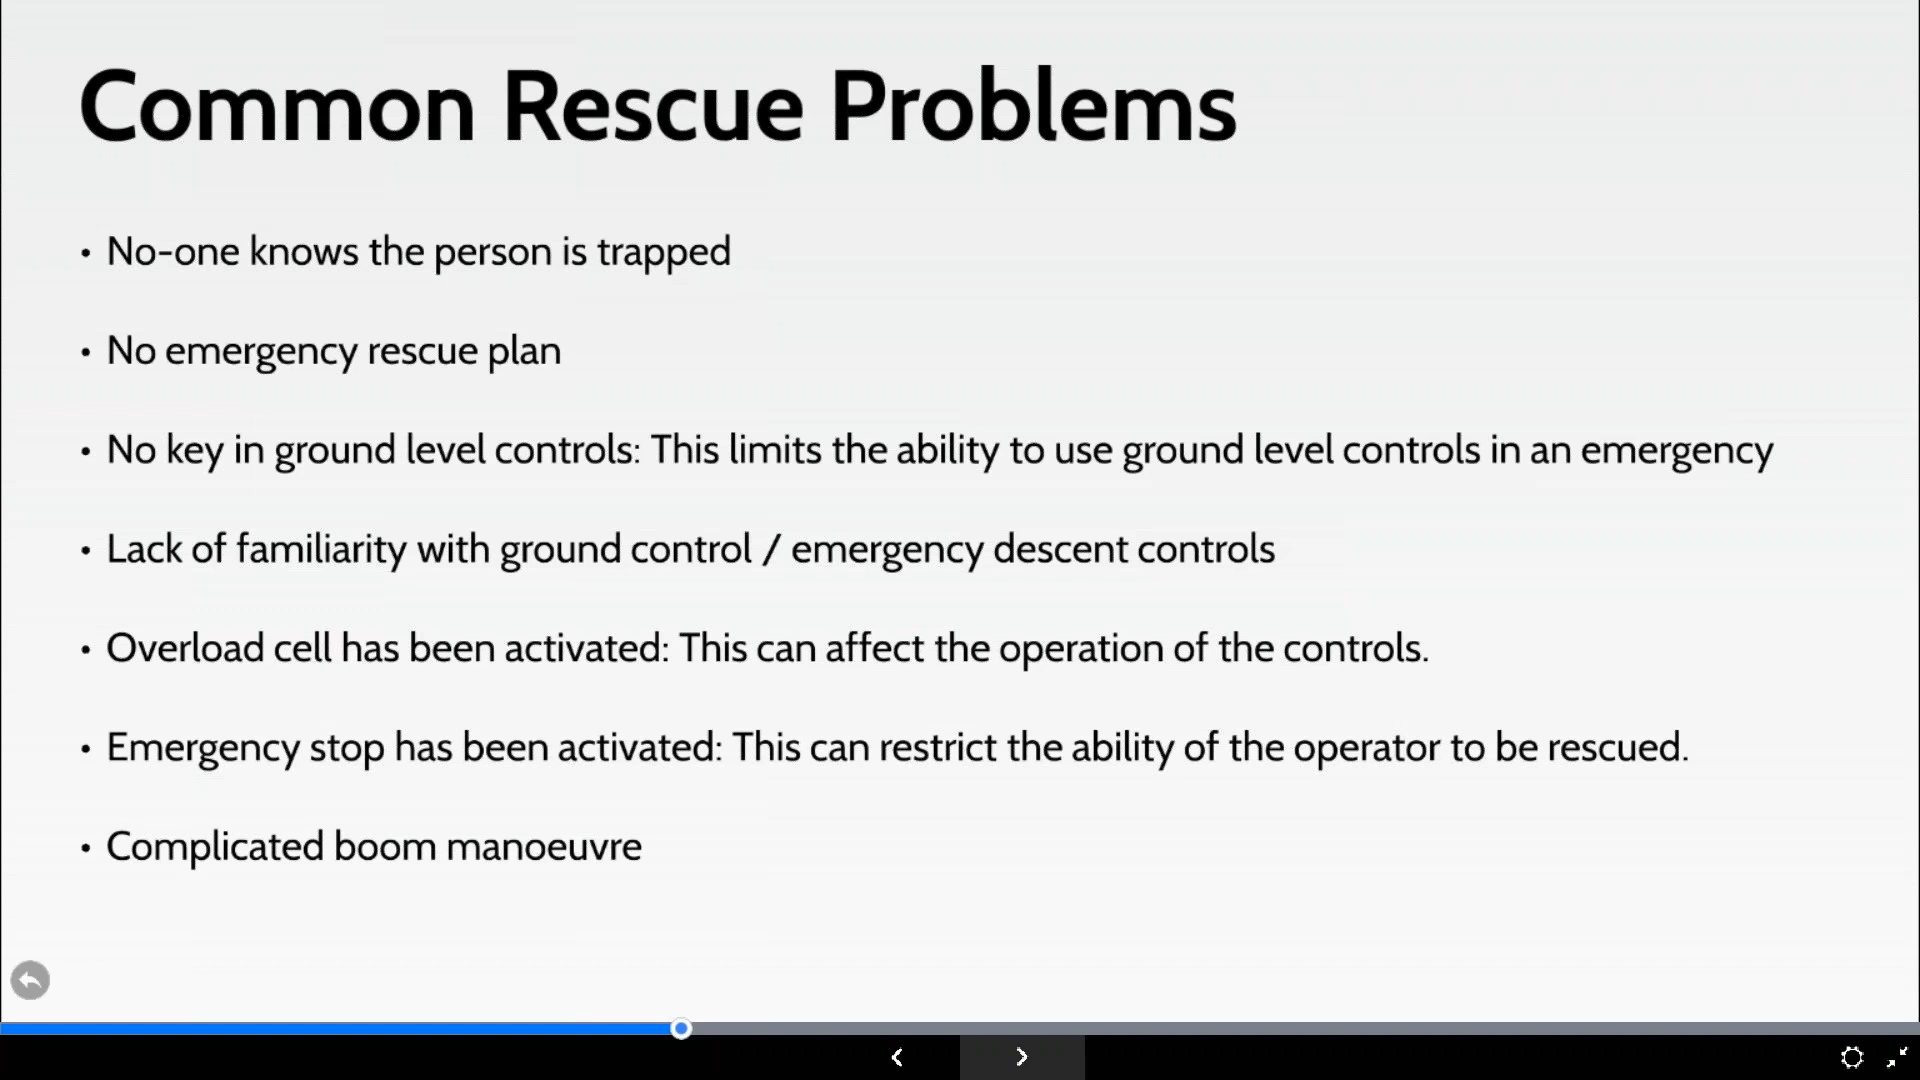 Common Rescue Problems
• No-one knows the person is trapped
• No emergency rescue plan
• No key in ground level controls: This limits the ability to use ground level controls in an emergency
• Lack of familiarity with ground control / emergency descent controls
• Overload cell has been activated: This can affect the operation of the controls.
• Emergency stop has been activated: This can restrict the ability of the operator to be rescued.
• Complicated boom manoeuvre